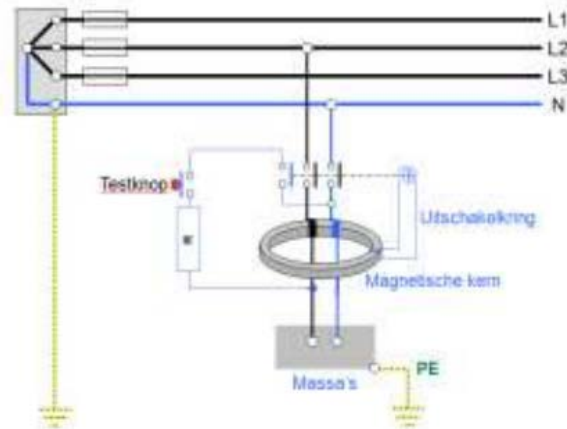 L1
L2
L3
N
Testknop
Uitschakelkring
Magnetische kern
PE
Massa's